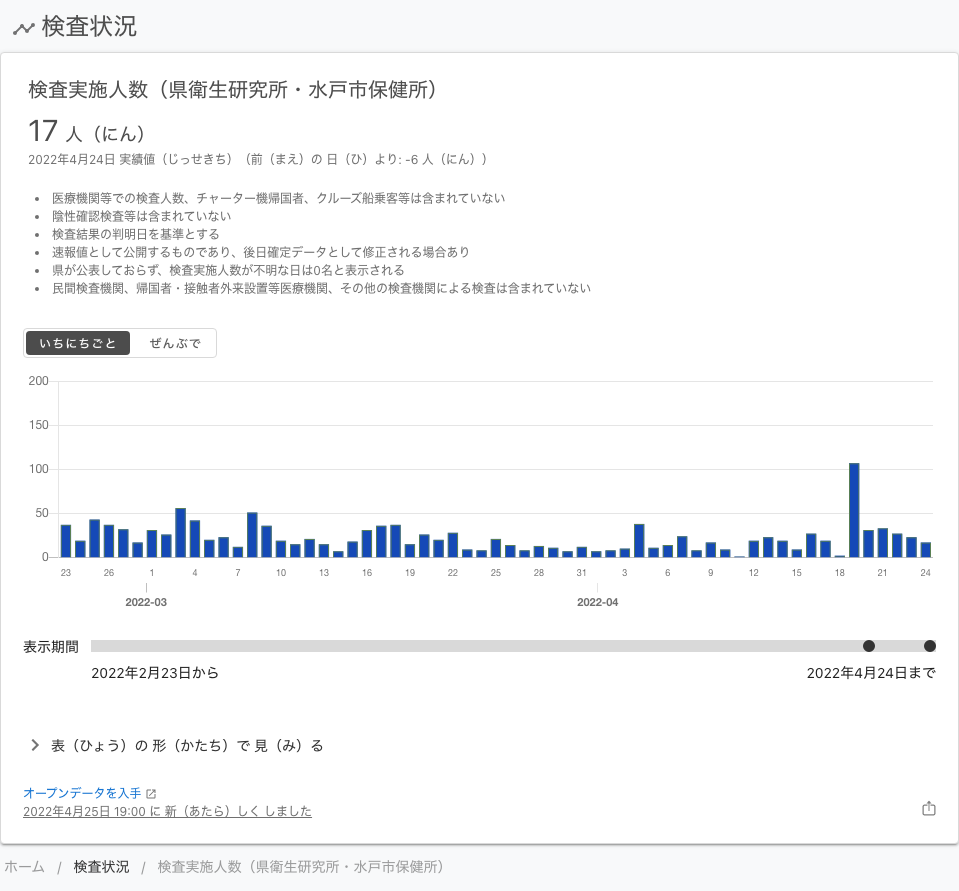 検査状況
検査実施人数（県衛生研究所・水戸市保健所）
17 人（にん）
2022年4月24日 実績値（じっせきち）（前（まえ）の 日（ひ）より: -6 人（にん））
• 医療機関等での検査人数、チャーター機帰国者、クルーズ船乗客等は含まれていない
• 陰性確認検査等は含まれていない
• 検査結果の判明日を基準とする
• 速報値として公開するものであり、後日確定データとして修正される場合あり
• 県が公表しておらず、検査実施人数が不明な日は0名と表示される
• 民間検査機関、帰国者・接触者外来設置等医療機関、その他の検査機関による検査は含まれていない
いちにちごと ぜんぶで
200
150
100
50
0
23 26 1 4 7 10 13 16 19 22 25 28 31 3 6 9 12 15 18 21 24
2022-03 2022-04
表示期間
2022年2月23日から 2022年4月24日まで
表（ひょう）の 形（かたち）で 見（み）る
オープンデータを入手
2022年4月25日 19:00 に 新（あたら）しく しました
ホーム / 検査状況 / 検査実施人数（県衛生研究所・水戸市保健所）